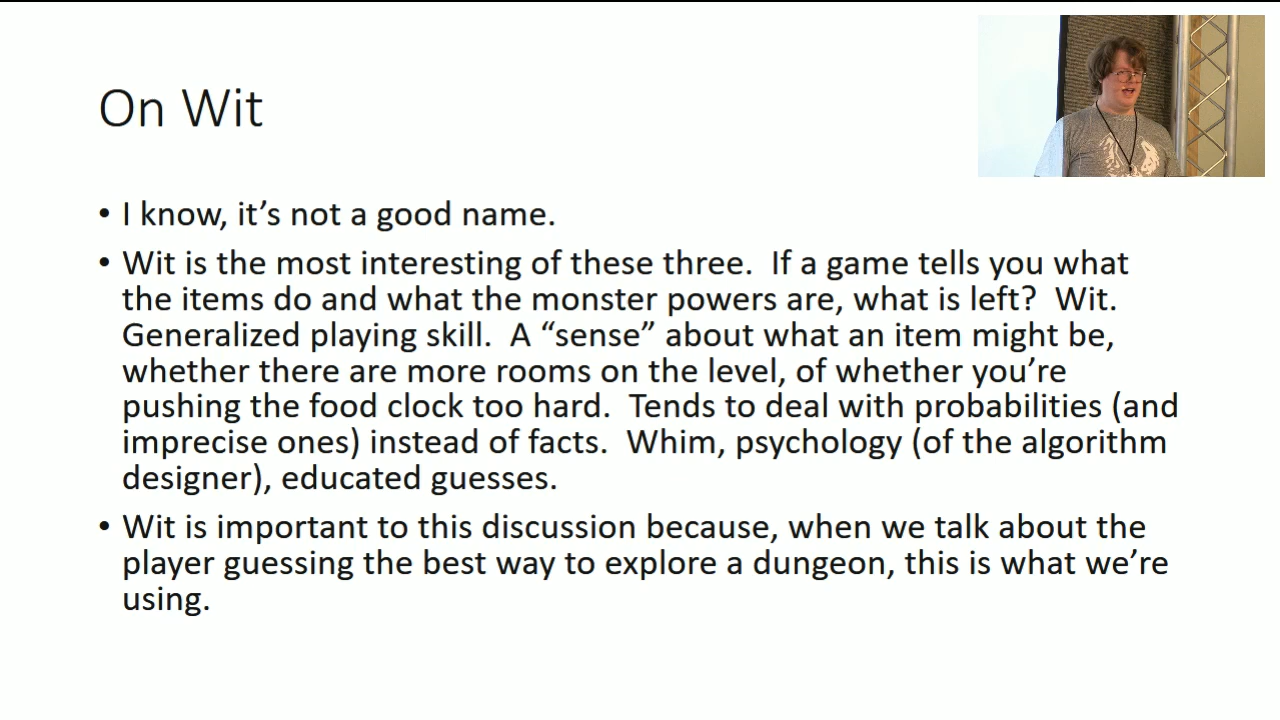 On Wit
• I know, it’s not a good name.
• Wit is the most interesting of these three.  If a game tells you what
the items do and what the monster powers are, what is left?  Wit.
Generalized playing skill.  A “sense” about what an item might be,
whether there are more rooms on the level, of whether you’re
pushing the food clock too hard.  Tends to deal with probabilities (and
imprecise ones) instead of facts.  Whim, psychology (of the algorithm
designer), educated guesses.
• Wit is important to this discussion because, when we talk about the
player guessing the best way to explore a dungeon, this is what we’re
using.